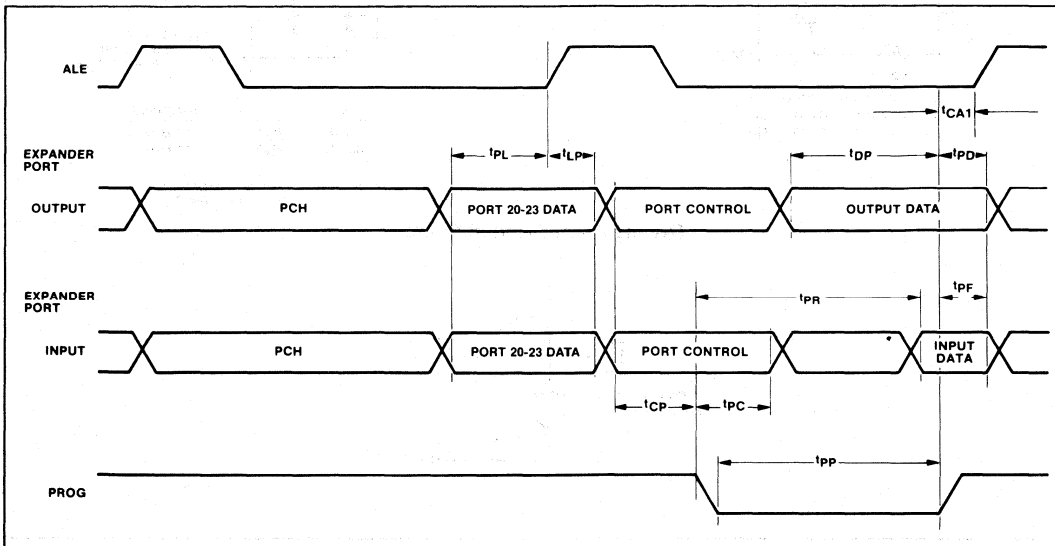 ALE
tCA1
EXPANDER
PORT
tPL
tLP
tDP
tPD
OUTPUT
PCH
PORT 20-23 DATA
PORT CONTROL
OUTPUT DATA
EXPANDER
PORT
tPR
tPF
INPUT
PCH
PORT 20-23 DATA
PORT CONTROL
INPUT
DATA
tCP
tPC
tPP
PROG